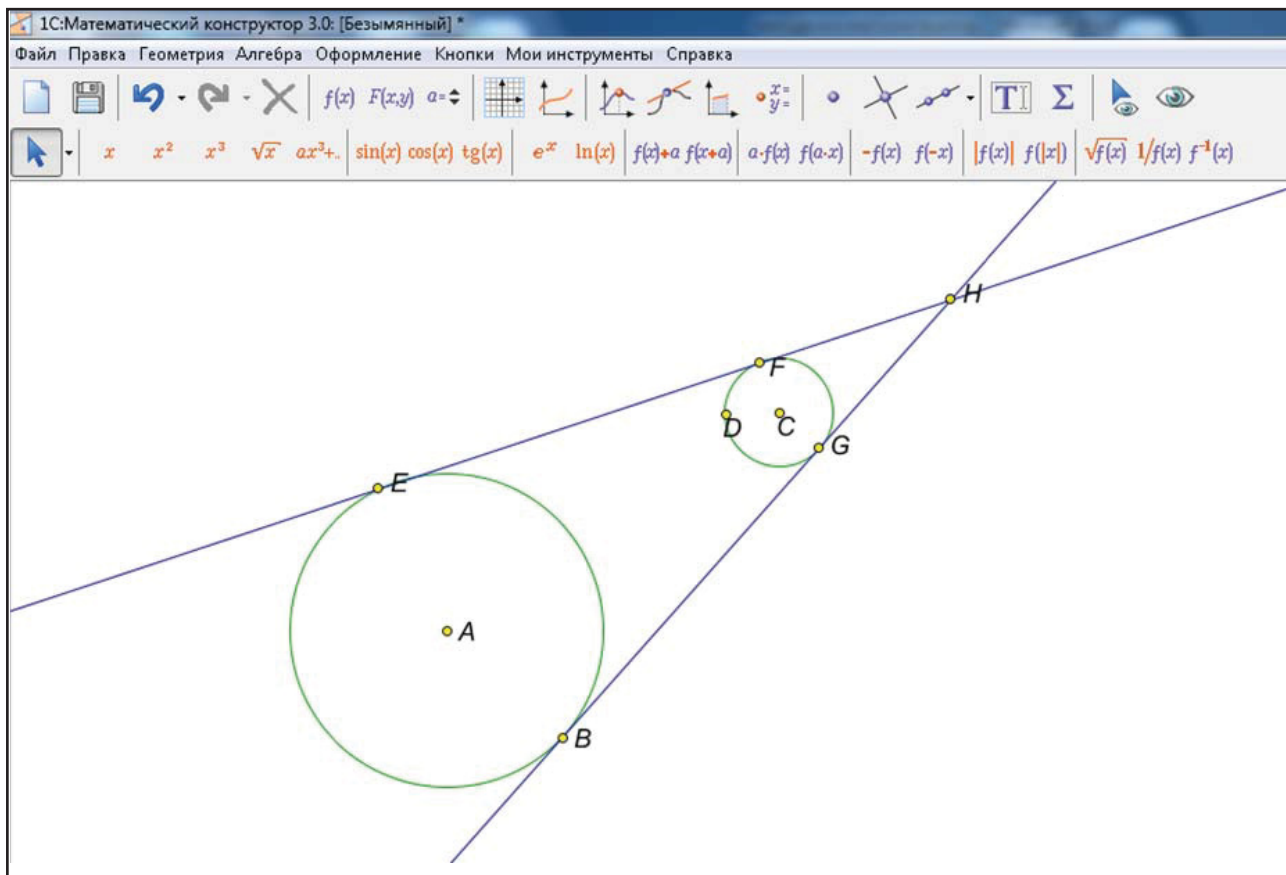 1С:Математический конструктор 3.0: [Безымянный] *
Файл Правка Геометрия Алгебра Оформление Кнопки Мои инструменты Справка
f(x) F(x,y) a= x= y= T Σ
x x² x³ √x ax³+.. sin(x) cos(x) tg(x) eˣ ln(x) f(x)+a f(x+a) a·f(x) f(a·x) -f(x) f(-x) |f(x)| f(|x|) √f(x) 1/f(x) f⁻¹(x)
H
F
D C G
E
A
B